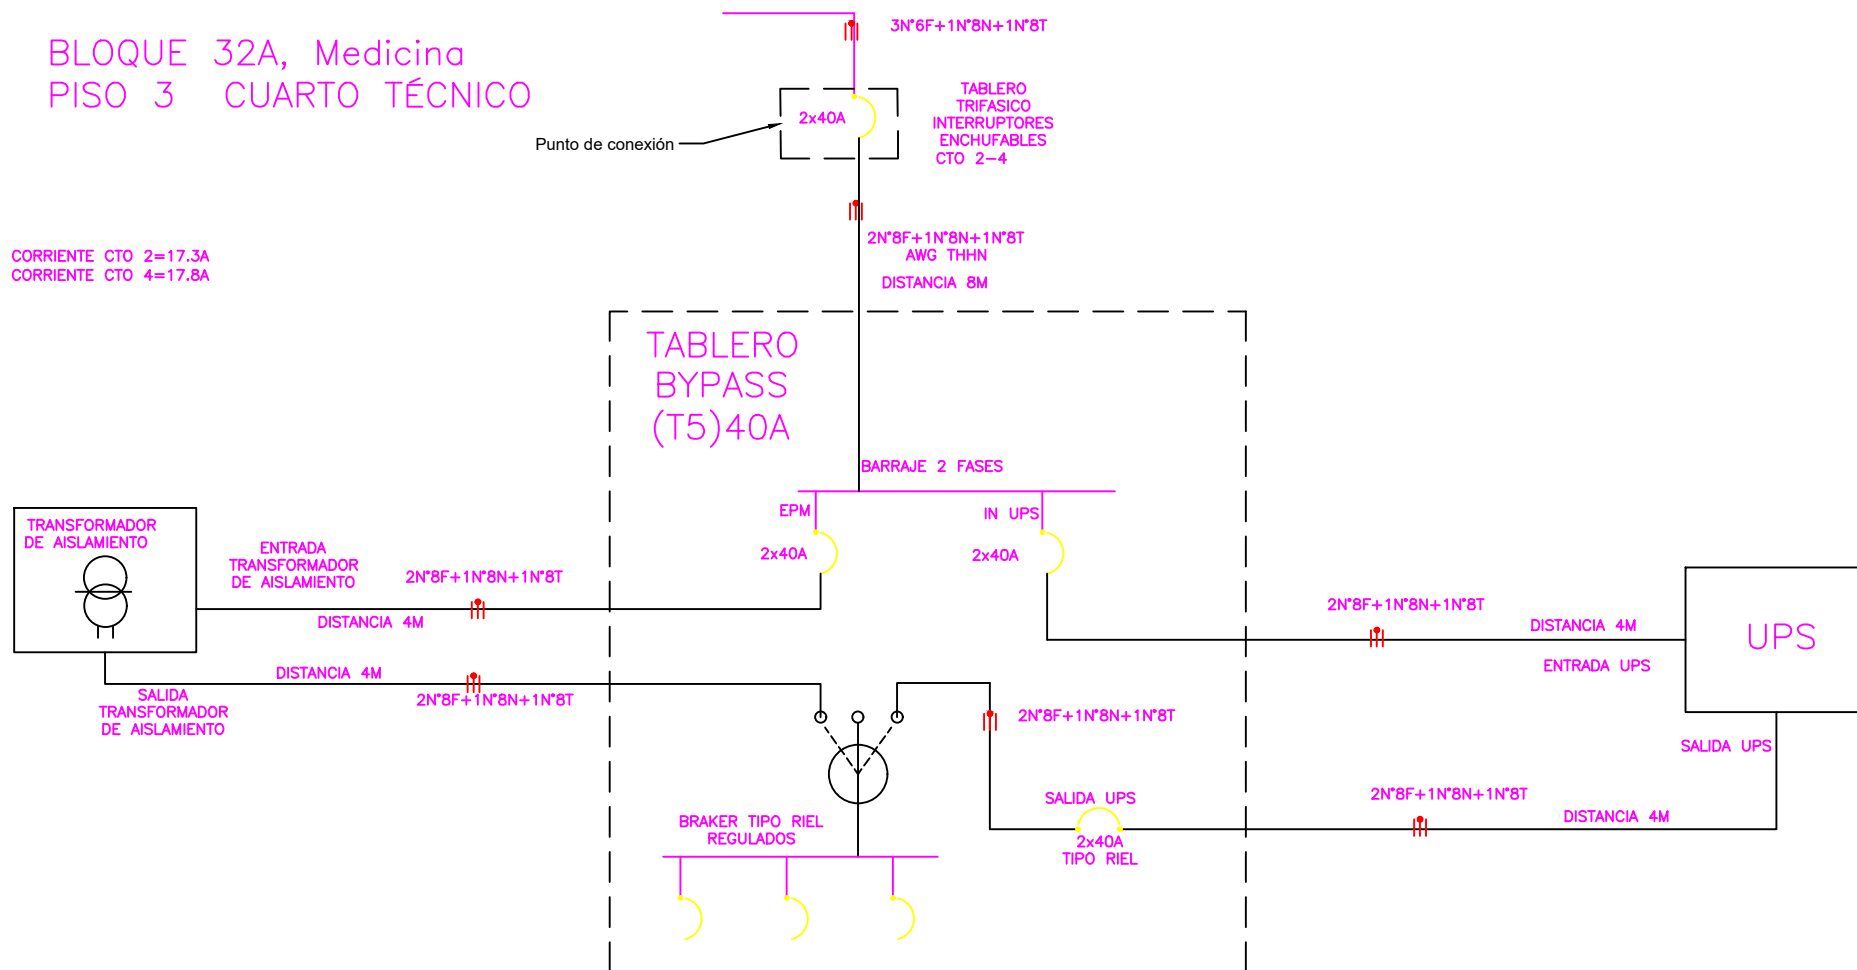 BLOQUE 32A, Medicina
PISO 3 CUARTO TÉCNICO
3N°6F+1N°8N+1N°8T
2x40A
TABLERO
TRIFASICO
INTERRUPTORES
ENCHUFABLES
CTO 2-4
Punto de conexión
2N°8F+1N°8N+1N°8T
AWG THHN
DISTANCIA 8M
CORRIENTE CTO 2=17.3A
CORRIENTE CTO 4=17.8A
TABLERO
BYPASS
(T5)40A
BARRAJE 2 FASES
EPM
2x40A
IN UPS
2x40A
TRANSFORMADOR
DE AISLAMIENTO
ENTRADA
TRANSFORMADOR
DE AISLAMIENTO
2N°8F+1N°8N+1N°8T
DISTANCIA 4M
DISTANCIA 4M
2N°8F+1N°8N+1N°8T
SALIDA
TRANSFORMADOR
DE AISLAMIENTO
2N°8F+1N°8N+1N°8T
DISTANCIA 4M
ENTRADA UPS
UPS
2N°8F+1N°8N+1N°8T
SALIDA UPS
SALIDA UPS
2x40A
TIPO RIEL
2N°8F+1N°8N+1N°8T
DISTANCIA 4M
BRAKER TIPO RIEL
REGULADOS